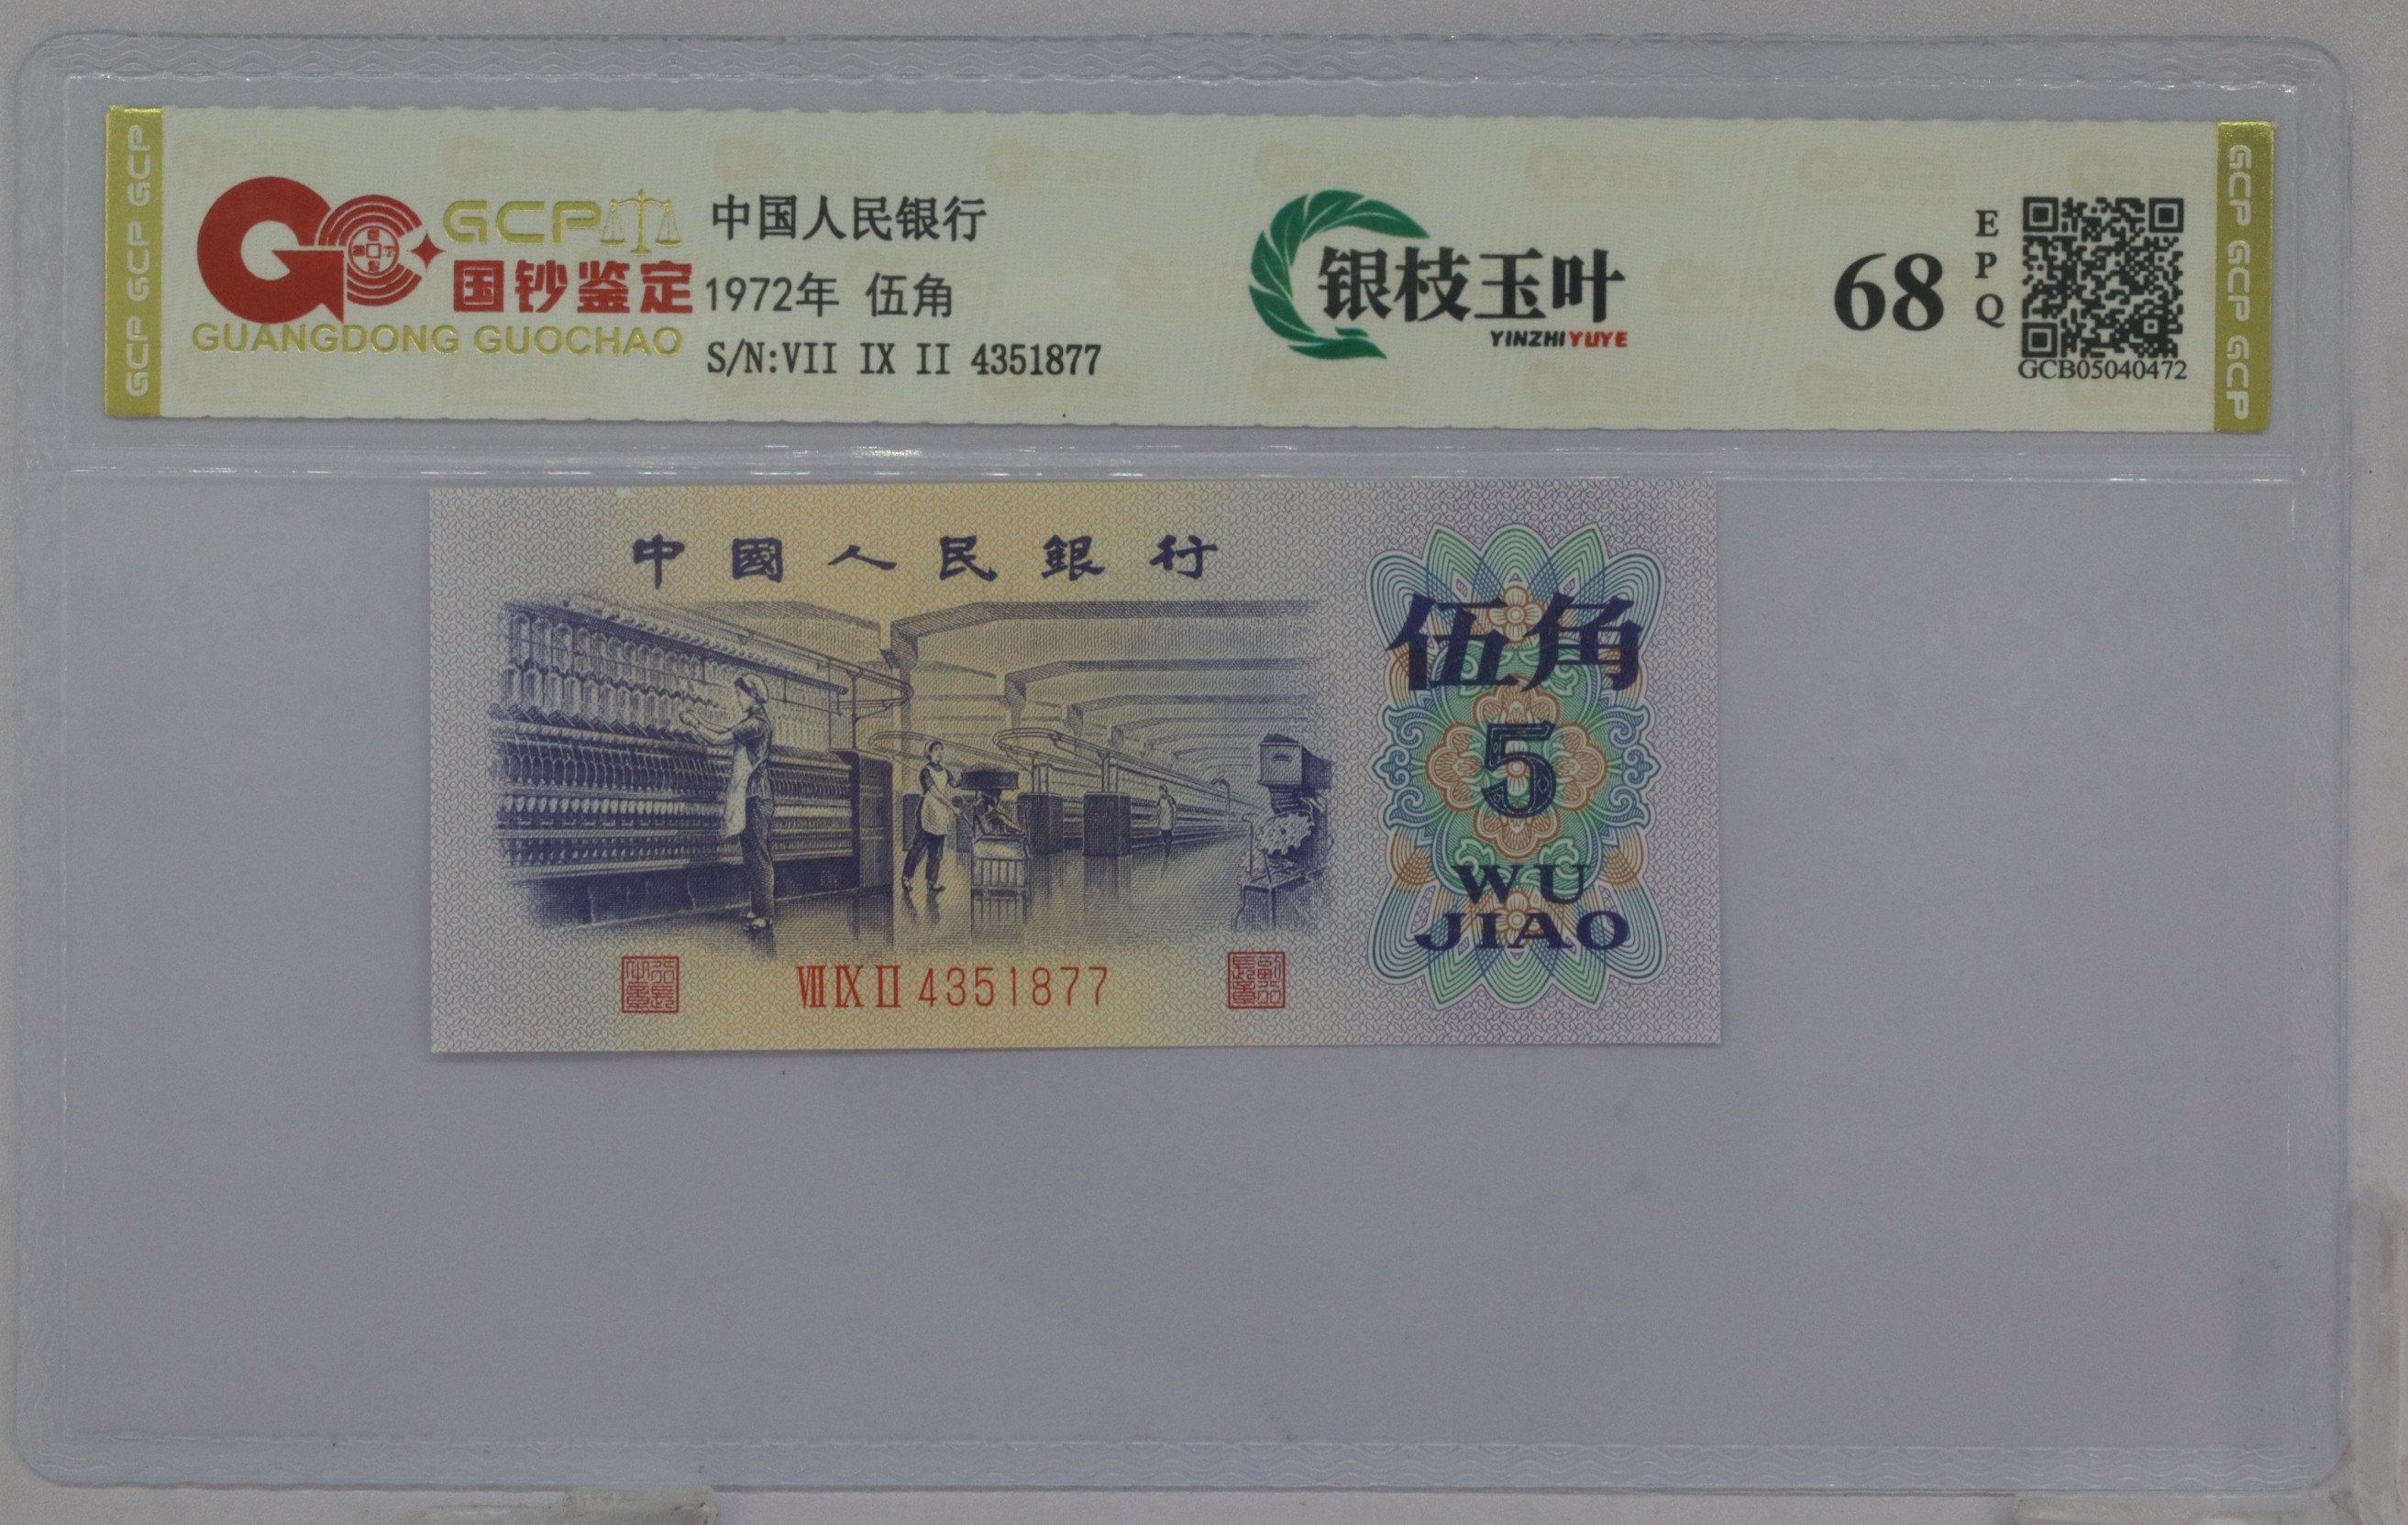 GCP GCP GCP
GCP
国钞鉴定
GUANGDONG GUOCHAO
中国人民银行
1972年 伍角
S/N:VII IX II 4351877
银枝玉叶
YINZHIYUYE
68
EPQ
GCB05040472
GCP GCP GCP
中國人民銀行
伍角
5
WU
JIAO
VII IX II 4351877